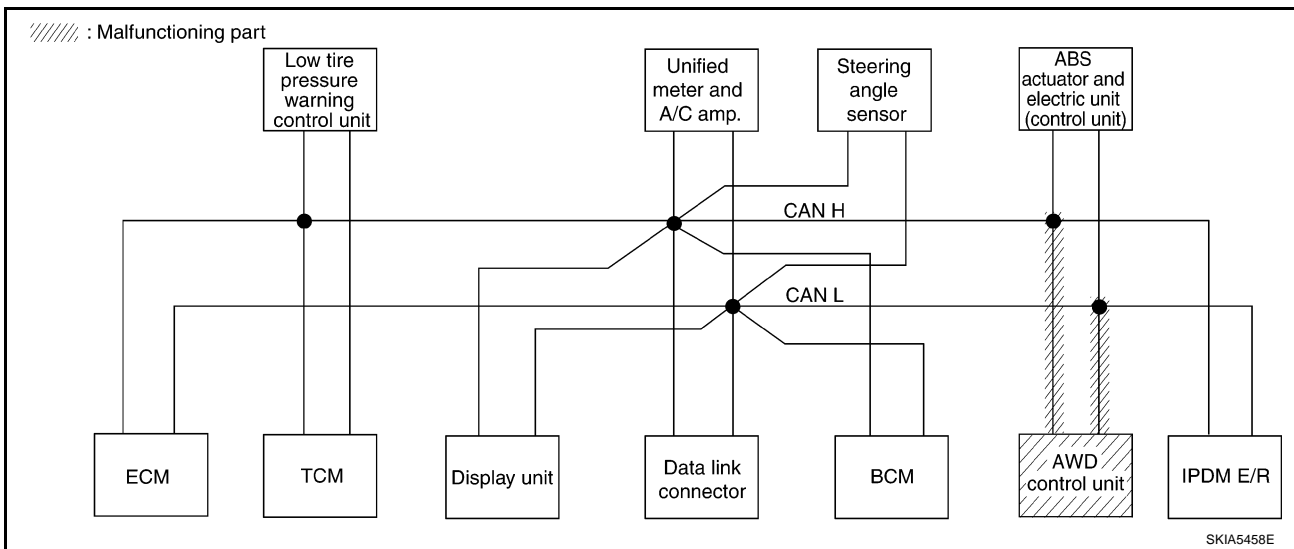 : Malfunctioning part
Low tire
pressure
warning
control unit
Unified
meter and
A/C amp.
Steering
angle
sensor
ABS
actuator and
electric unit
(control unit)
CAN H
CAN L
ECM
TCM
Display unit
Data link
connector
BCM
AWD
control unit
IPDM E/R
SKIA5458E